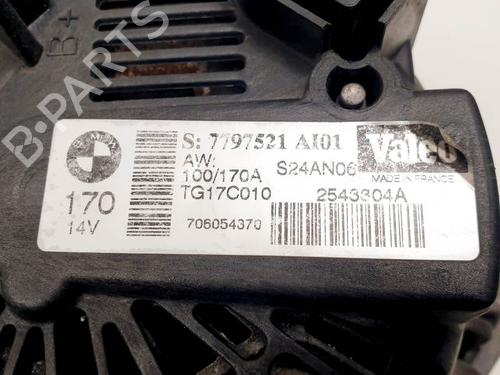 B+
B-PARTS
BMW
S: 7797521 AI01
AW:
100/170A
S24AN06
Valeo
MADE IN FRANCE
170
14V
TG17C010
2543304A
706054370